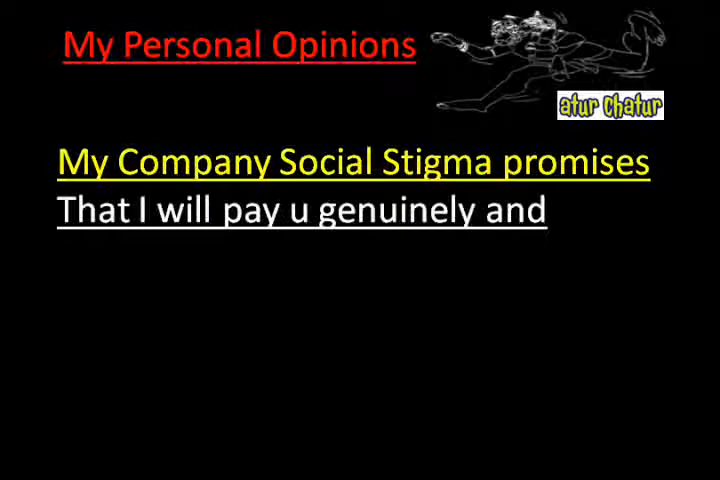 My Personal Opinions
atur chatur
My Company Social Stigma promises
That I will pay u genuinely and